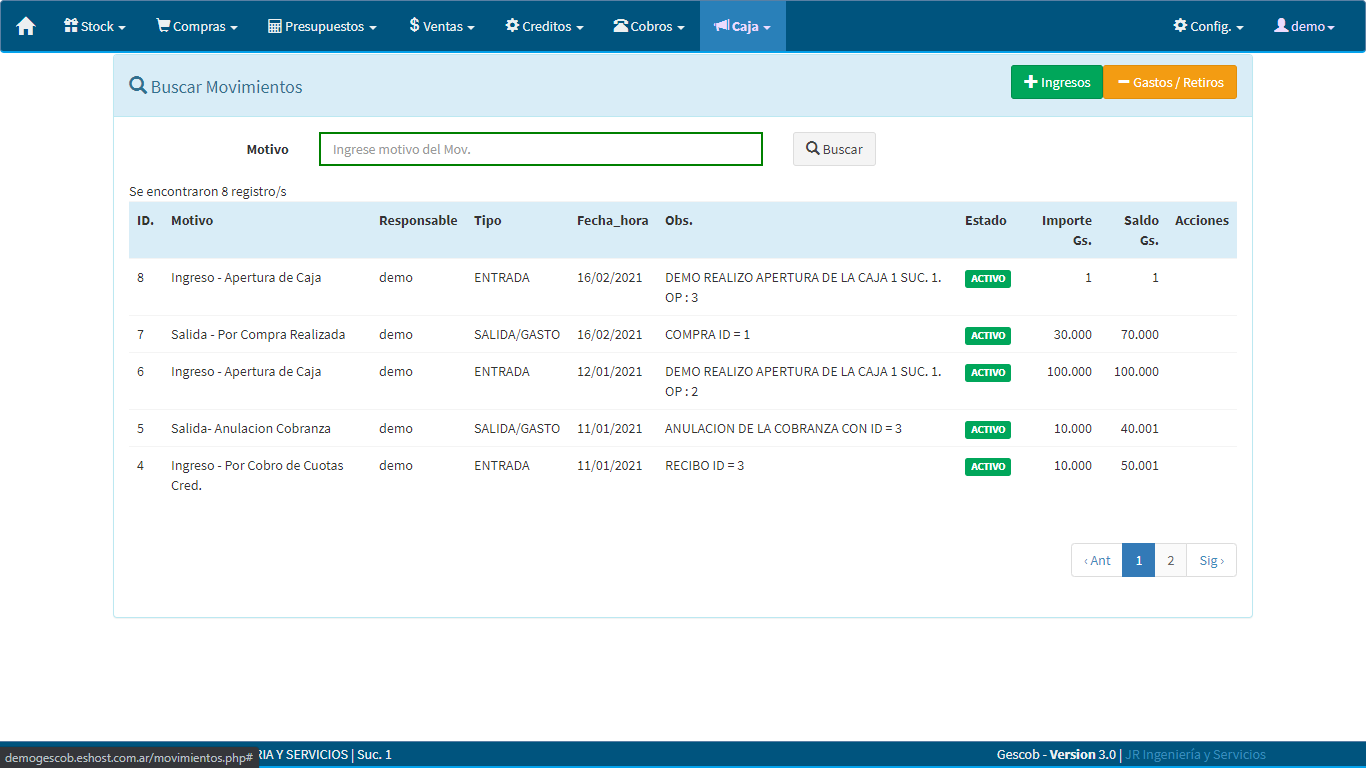 Stock Compras Presupuestos Ventas Creditos Cobros Caja Config. demo
Buscar Movimientos Ingresos Gastos / Retiros
Motivo Ingrese motivo del Mov. Buscar
Se encontraron 8 registro/s
ID. Motivo Responsable Tipo Fecha_hora Obs. Estado Importe Gs. Saldo Gs. Acciones
8 Ingreso - Apertura de Caja demo ENTRADA 16/02/2021 DEMO REALIZO APERTURA DE LA CAJA 1 SUC. 1. ACTIVO 1 1
OP : 3
7 Salida - Por Compra Realizada demo SALIDA/GASTO 16/02/2021 COMPRA ID = 1 ACTIVO 30.000 70.000
6 Ingreso - Apertura de Caja demo ENTRADA 12/01/2021 DEMO REALIZO APERTURA DE LA CAJA 1 SUC. 1. ACTIVO 100.000 100.000
OP : 2
5 Salida- Anulacion Cobranza demo SALIDA/GASTO 11/01/2021 ANULACION DE LA COBRANZA CON ID = 3 ACTIVO 10.000 40.001
4 Ingreso - Por Cobro de Cuotas demo ENTRADA 11/01/2021 RECIBO ID = 3 ACTIVO 10.000 50.001
Cred.
‹ Ant 1 2 Sig ›
demogescob.eshost.com.ar/movimientos.php# RIA Y SERVICIOS | Suc. 1 Gescob - Version 3.0 | JR Ingeniería y Servicios